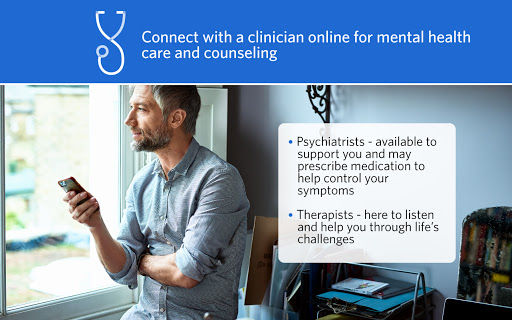 Connect with a clinician online for mental health
care and counseling
• Psychiatrists - available to
support you and may
prescribe medication to
help control your
symptoms
• Therapists - here to listen
and help you through life's
challenges